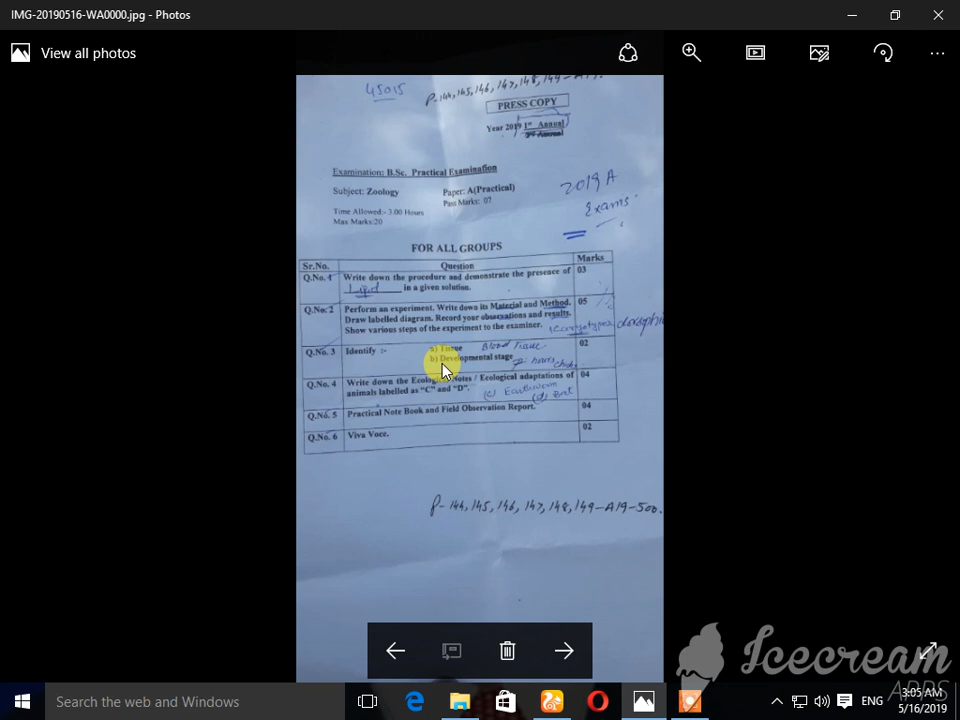 IMG-20190516-WA0000.jpg - Photos
View all photos
45015
P-144,145,146,147,148,149-A19.
PRESS COPY
Year 2019 1st Annual
Examination: B.Sc. Practical Examination
Subject: Zoology Paper: A(Practical)
Pass Marks: 07
Time Allowed:- 3.00 Hours
Max Marks:20
2019 A
Exams
FOR ALL GROUPS
Sr.No. Question Marks
Q.No. 1 Write down the procedure and demonstrate the presence of 03
Lipid in a given solution.
Q.No: 2 Perform an experiment. Write down its Material and Method. 05
Draw labelled diagram. Record your observations and results.
Show various steps of the experiment to the examiner.
Q.No. 3 Identify :- a) Tissue Blood Tissue 02
b) Developmental stage hours chick
Q.No. 4 Write down the Ecological Notes / Ecological adaptations of 04
animals labelled as "C" and "D". (c) Earthworm
(d)
Q.No. 5 Practical Note Book and Field Observation Report. 04
Q.No. 6 Viva Voce. 02
P-144,145,146,147,148,149-A19-500.
Icecream
APPS
Search the web and Windows
ENG
3:05 AM
5/16/2019